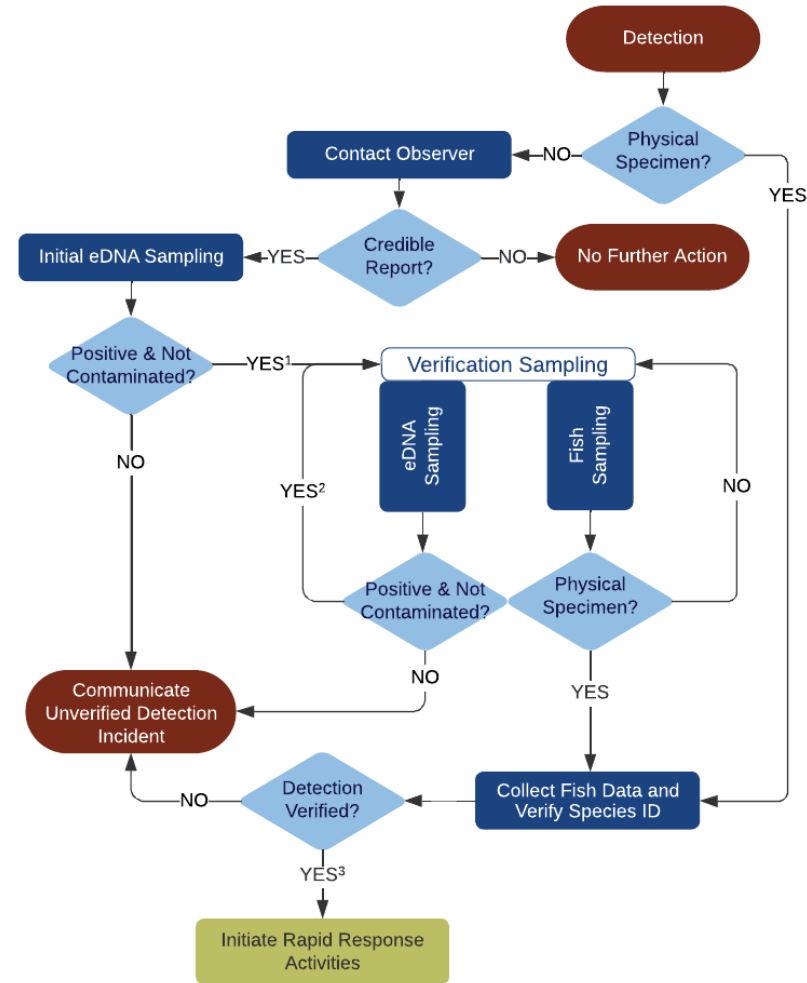 Detection
Physical
Specimen?
NO
YES
Contact Observer
Credible
Report?
YES
NO
No Further Action
Initial eDNA Sampling
Positive & Not
Contaminated?
YES¹
NO
Verification Sampling
eDNA
Sampling
Fish
Sampling
YES²
NO
Positive & Not
Contaminated?
Physical
Specimen?
NO
YES
Communicate
Unverified Detection
Incident
Collect Fish Data and
Verify Species ID
Detection
Verified?
NO
YES³
Initiate Rapid Response
Activities